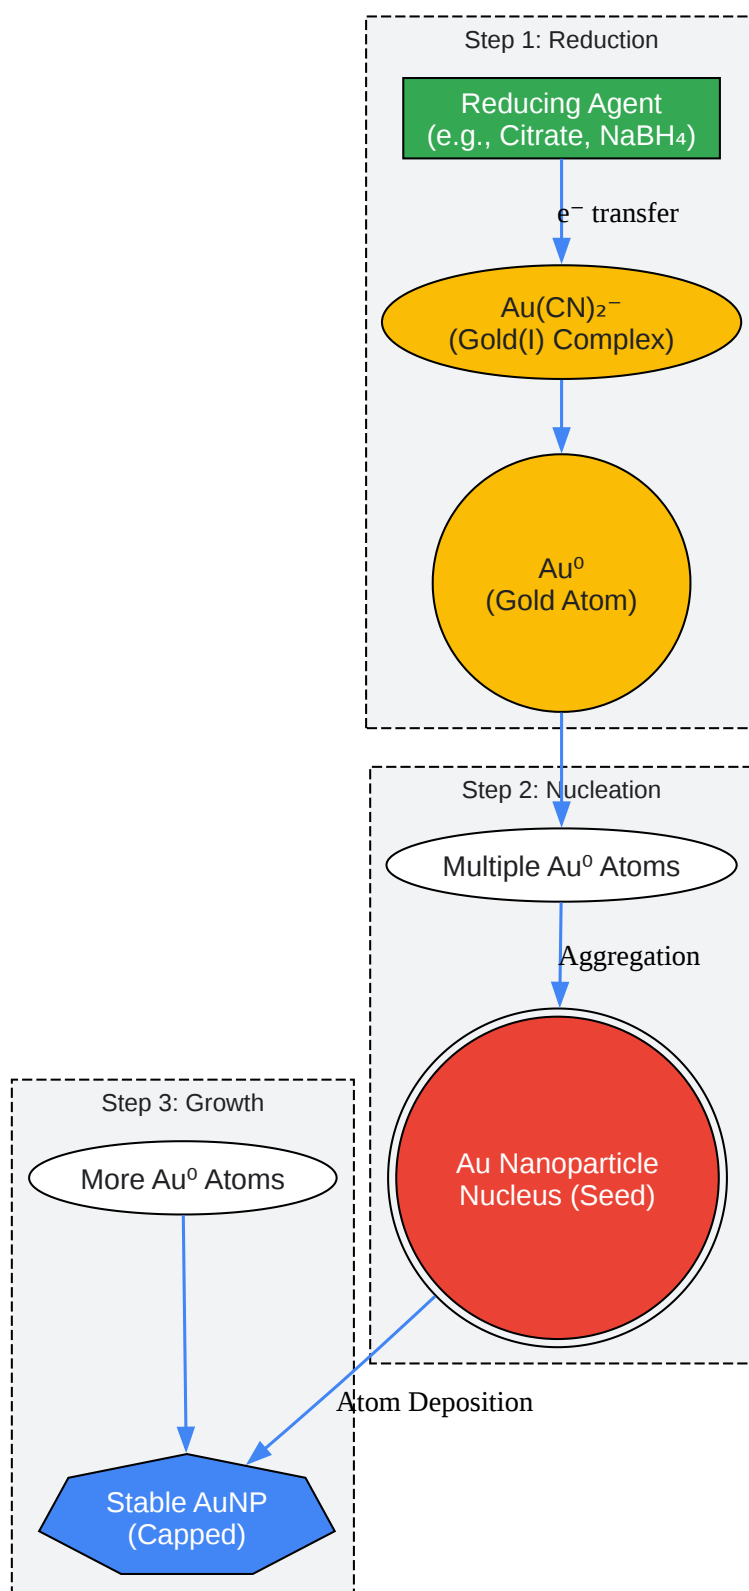 Step 1: Reduction
Reducing Agent
(e.g., Citrate, NaBH₄)
e⁻ transfer
Au(CN)₂⁻
(Gold(I) Complex)
Au⁰
(Gold Atom)
Step 2: Nucleation
Multiple Au⁰ Atoms
Aggregation
Au Nanoparticle
Nucleus (Seed)
Step 3: Growth
More Au⁰ Atoms
Atom Deposition
Stable AuNP
(Capped)